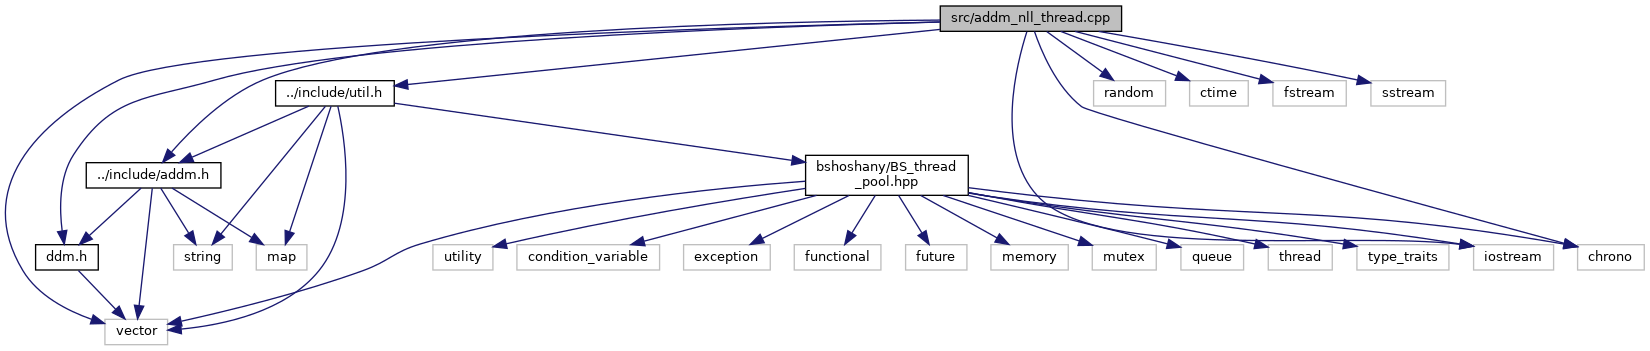 src/addm_nll_thread.cpp
../include/util.h
random
ctime
fstream
sstream
../include/addm.h
bshoshany/BS_thread
_pool.hpp
ddm.h
string
map
utility
condition_variable
exception
functional
future
memory
mutex
queue
thread
type_traits
iostream
chrono
vector